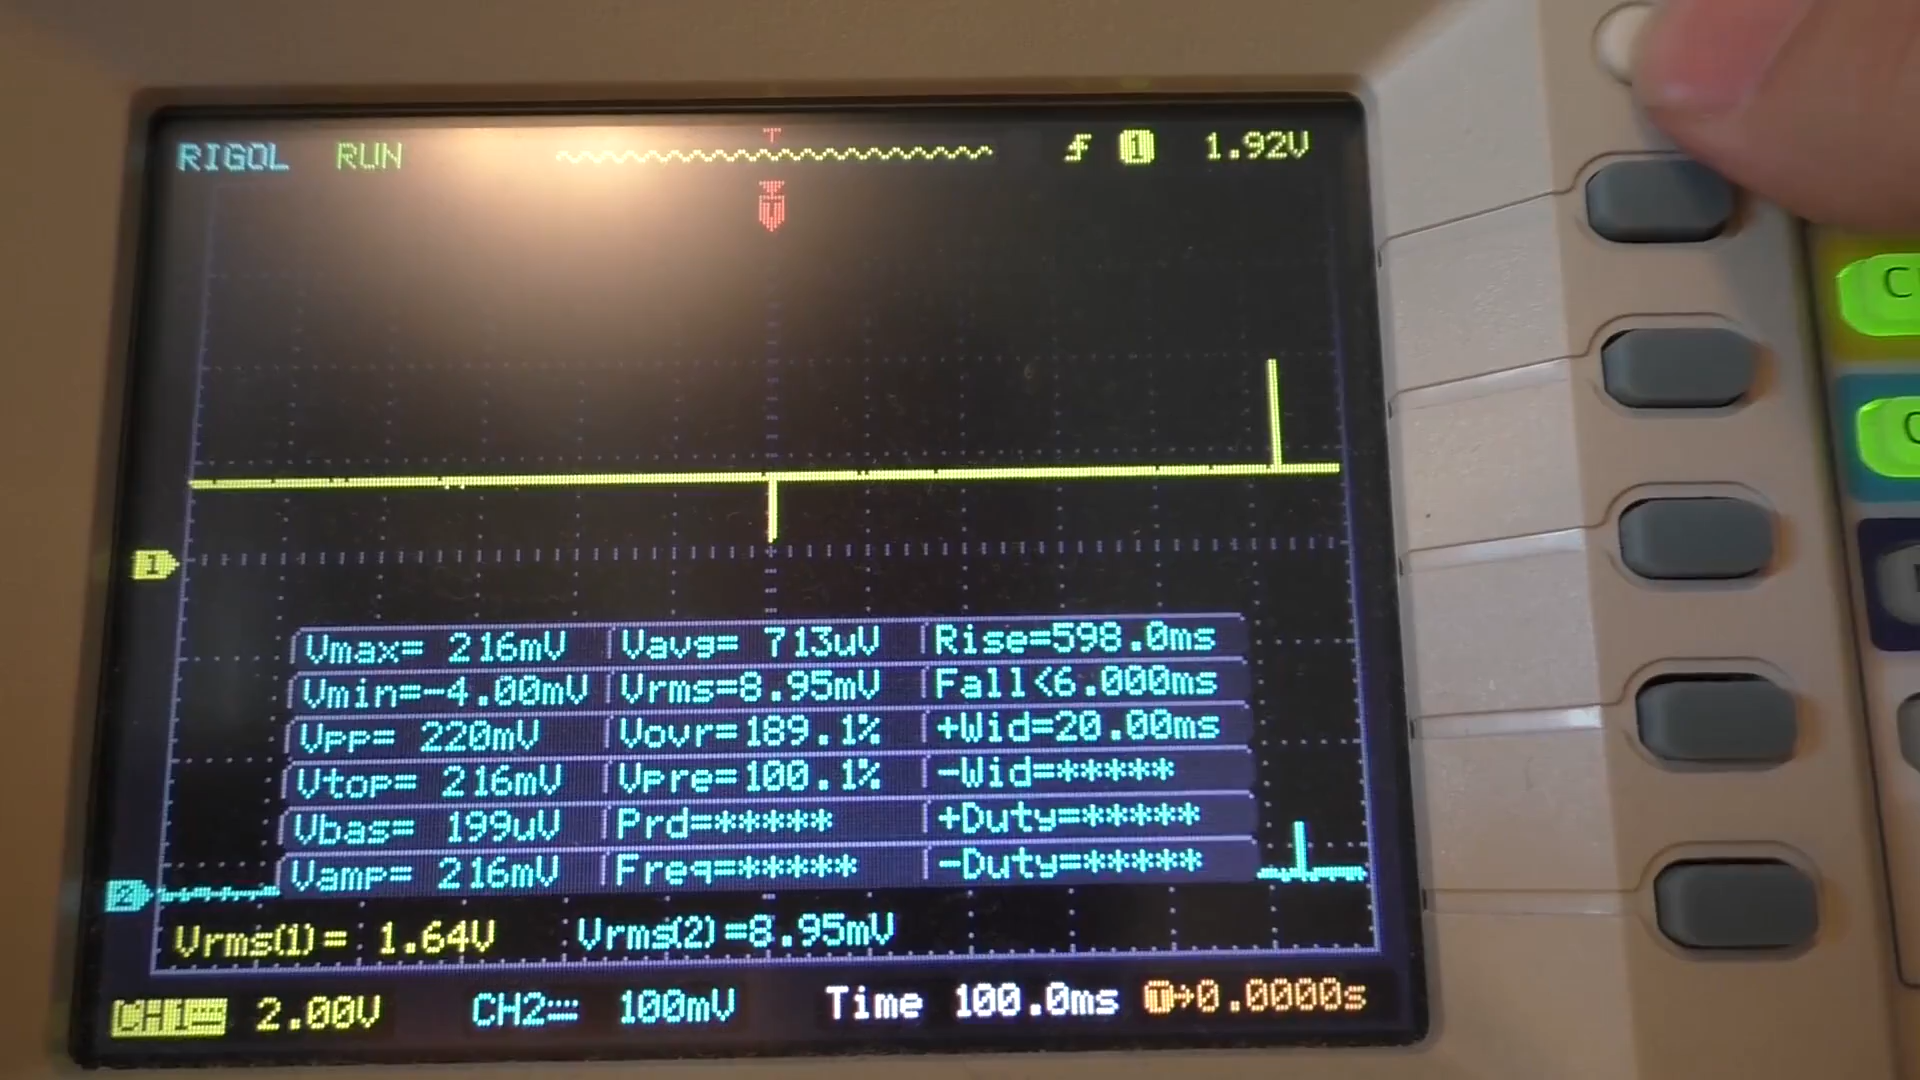 RIGOL RUN T 1 1.92V
T
1
Vmax= 216mV Vavg= 713uV Rise=598.0ms
Vmin=-4.00mV Vrms=8.95mV Fall<6.000ms
Vpp= 220mV Vovr=189.1% +Wid=20.00ms
Vtop= 216mV Vpre=100.1% -Wid=*****
Vbas= 199uV Prd=***** +Duty=*****
Vamp= 216mV Freq=***** -Duty=*****
2
Vrms(1)= 1.64V Vrms(2)=8.95mV
CH1 2.00V CH2 100mV Time 100.0ms T→0.0000s